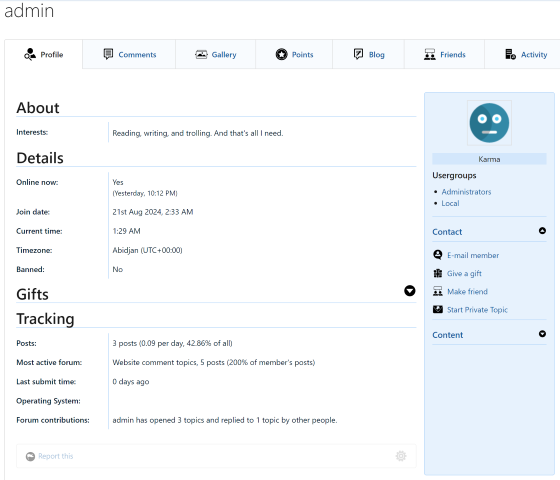 admin
Profile
Comments
Gallery
Points
Blog
Friends
Activity
About
Interests: Reading, writing, and trolling. And that's all I need.
Details
Online now: Yes
(Yesterday, 10:12 PM)
Join date: 21st Aug 2024, 2:33 AM
Current time: 1:29 AM
Timezone: Abidjan (UTC+00:00)
Banned: No
Gifts
Tracking
Posts: 3 posts (0.09 per day, 42.86% of all)
Most active forum: Website comment topics, 5 posts (200% of member's posts)
Last submit time: 0 days ago
Operating System:
Forum contributions: admin has opened 3 topics and replied to 1 topic by other people.
Report this
Karma
Usergroups
Administrators
Local
Contact
E-mail member
Give a gift
Make friend
Start Private Topic
Content